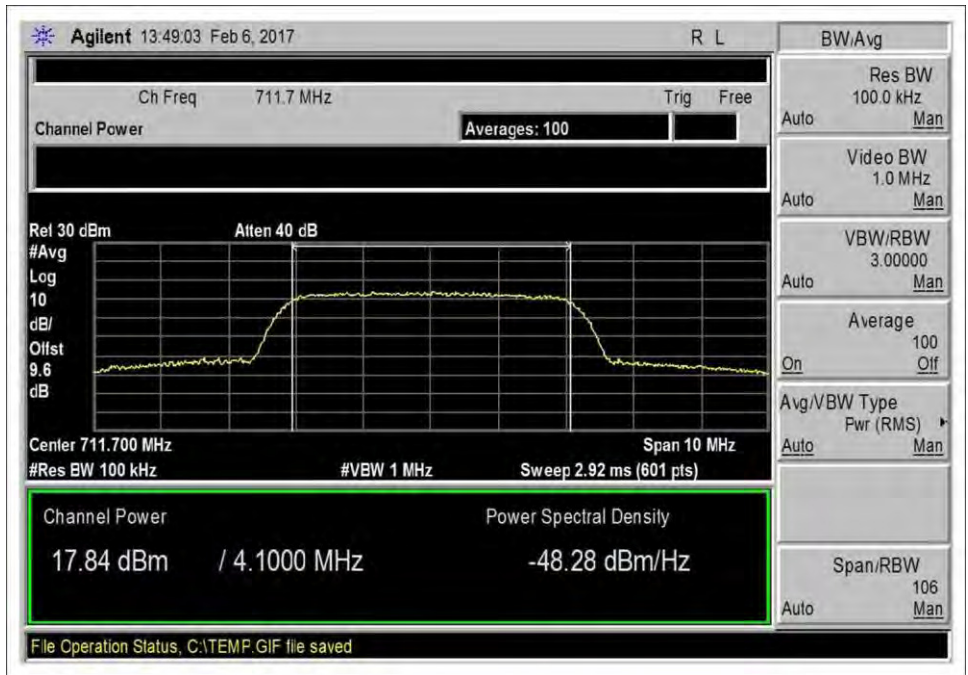 Agilent 13:49:03 Feb 6, 2017 R L
BW/Avg
Ch Freq 711.7 MHz Trig Free
Channel Power Averages: 100
Ref 30 dBm Atten 40 dB
#Avg
Log
10
dB/
Offst
9.6
dB
Center 711.700 MHz Span 10 MHz
#Res BW 100 kHz #VBW 1 MHz Sweep 2.92 ms (601 pts)
Channel Power Power Spectral Density
17.84 dBm / 4.1000 MHz -48.28 dBm/Hz
File Operation Status, C:\TEMP.GIF file saved
Res BW
100.0 kHz
Auto Man
Video BW
1.0 MHz
Auto Man
VBW/RBW
3.00000
Auto Man
Average
100
On Off
Avg/VBW Type
Pwr (RMS)
Auto Man
Span/RBW
106
Auto Man